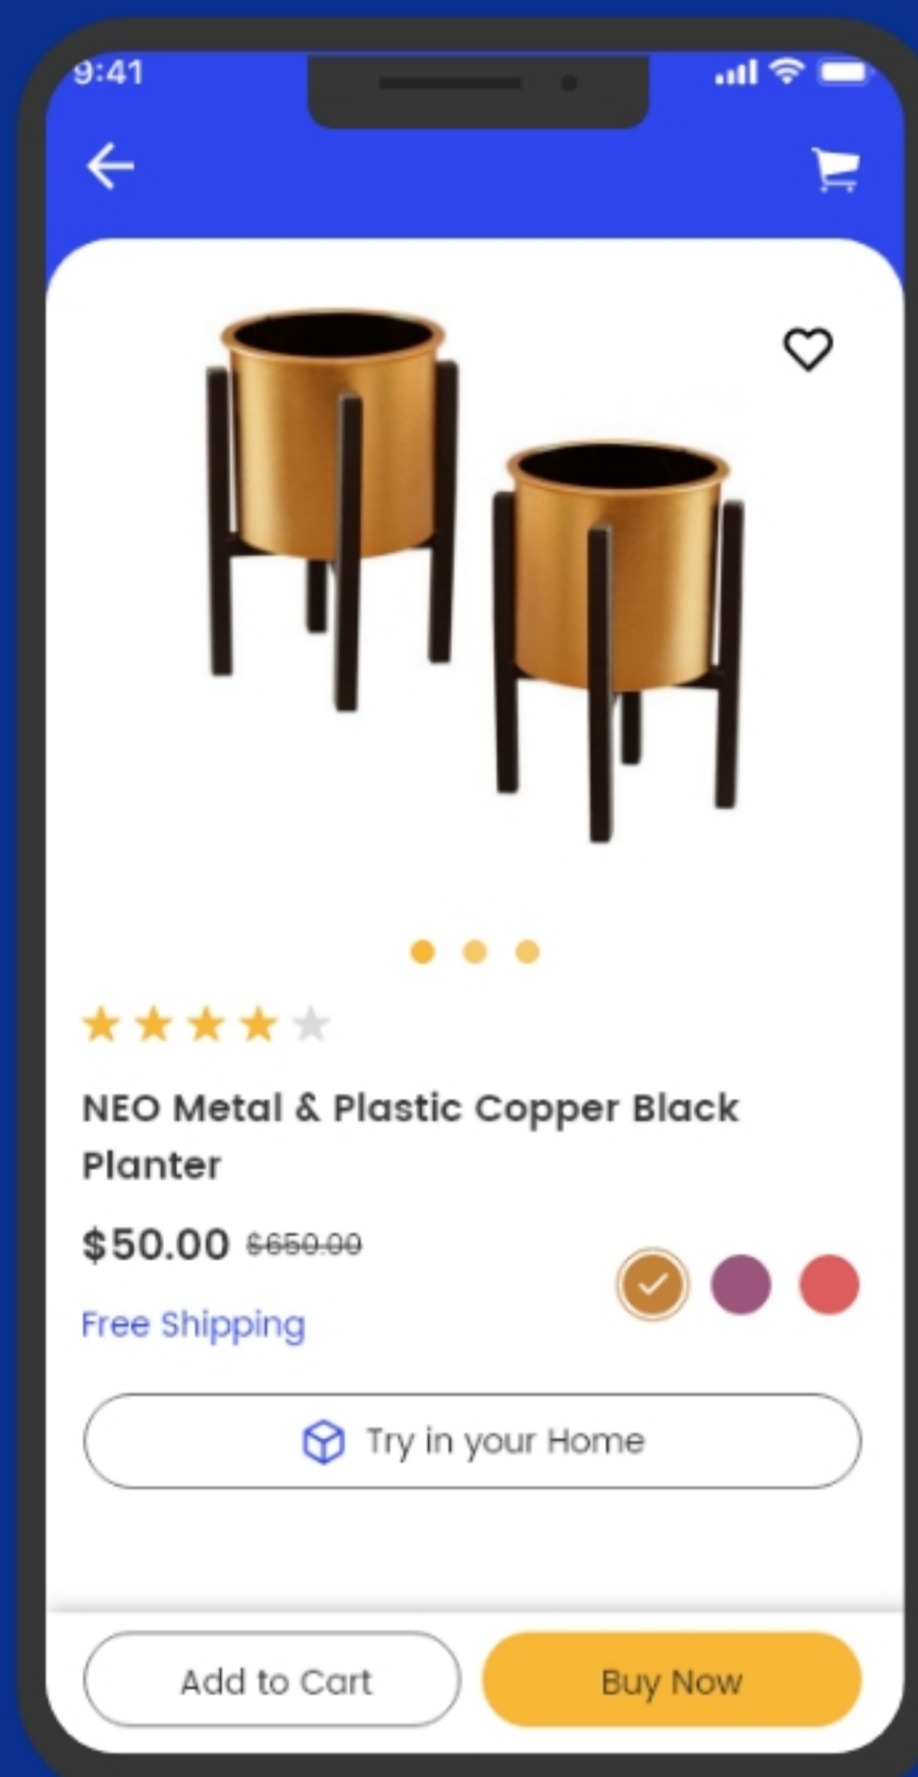 9:41
NEO Metal & Plastic Copper Black
Planter
$50.00 $650.00
Free Shipping
Try in your Home
Add to Cart
Buy Now